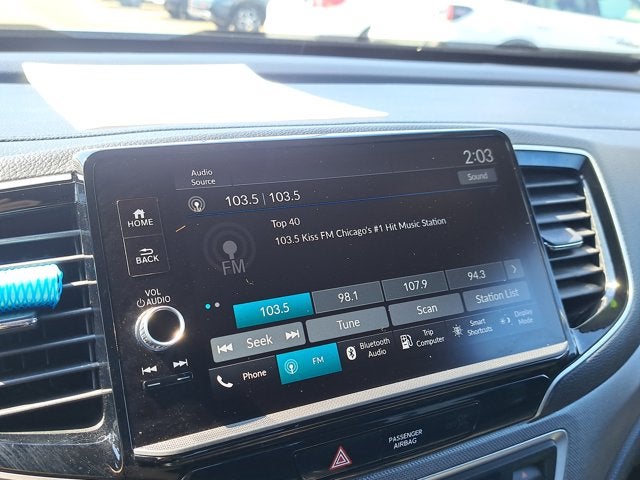 Audio Source
2:03
Sound
103.5 | 103.5
Top 40
103.5 Kiss FM Chicago's #1 Hit Music Station
FM
HOME
BACK
VOL
AUDIO
103.5
98.1
107.9
94.3
Seek
Tune
Scan
Station List
Phone
FM
Bluetooth
Audio
Trip
Computer
Smart
Shortcuts
Display
Mode
PASSENGER
AIRBAG